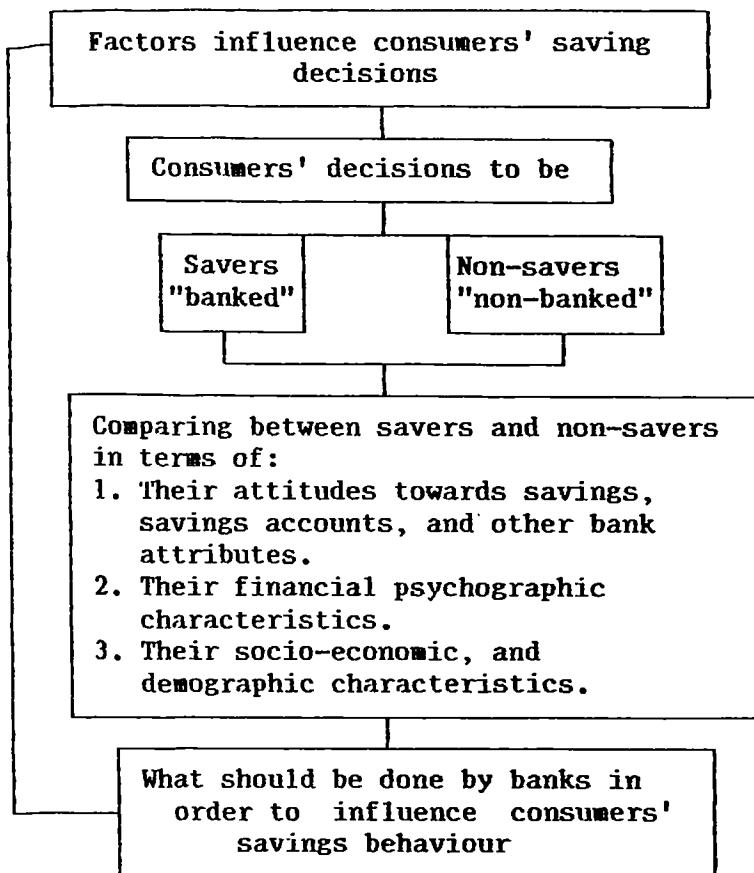 Factors influence consumers' saving
decisions
Consumers' decisions to be
Savers
"banked"
Non-savers
"non-banked"
Comparing between savers and non-savers
in terms of:
1. Their attitudes towards savings,
savings accounts, and other bank
attributes.
2. Their financial psychographic
characteristics.
3. Their socio-economic, and
demographic characteristics.
What should be done by banks in
order to influence consumers'
savings behaviour